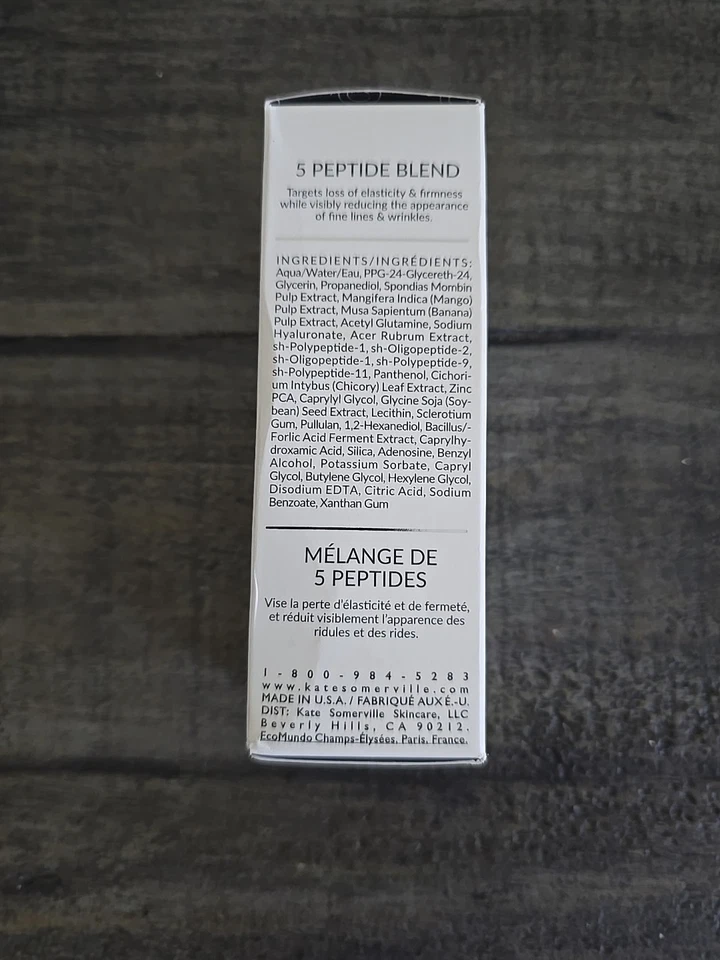 5 PEPTIDE BLEND
Targets loss of elasticity & firmness
while visibly reducing the appearance
of fine lines & wrinkles.
INGREDIENTS/INGRÉDIENTS:
Aqua/Water/Eau, PPG-24-Glycereth-24,
Glycerin, Propanediol, Spondias Mombin
Pulp Extract, Mangifera Indica (Mango)
Pulp Extract, Musa Sapientum (Banana)
Pulp Extract, Acetyl Glutamine, Sodium
Hyaluronate, Acer Rubrum Extract,
sh-Polypeptide-1, sh-Oligopeptide-2,
sh-Oligopeptide-1, sh-Polypeptide-9,
sh-Polypeptide-11, Panthenol, Cichori-
um Intybus (Chicory) Leaf Extract, Zinc
PCA, Caprylyl Glycol, Glycine Soja (Soy-
bean) Seed Extract, Lecithin, Sclerotium
Gum, Pullulan, 1,2-Hexanediol, Bacillus/-
Forlic Acid Ferment Extract, Caprylhy-
droxamic Acid, Silica, Adenosine, Benzyl
Alcohol, Potassium Sorbate, Capryl
Glycol, Butylene Glycol, Hexylene Glycol,
Disodium EDTA, Citric Acid, Sodium
Benzoate, Xanthan Gum
MÉLANGE DE
5 PEPTIDES
Vise la perte d'élasticité et de fermeté,
et réduit visiblement l'apparence des
ridules et des rides.
1-800-984-5283
www.katesomerville.com
MADE IN U.S.A. / FABRIQUÉ AUX É.-U.
DIST: Kate Somerville Skincare, LLC
Beverly Hills, CA 90212.
EcoMundo Champs-Élysées, Paris, France.